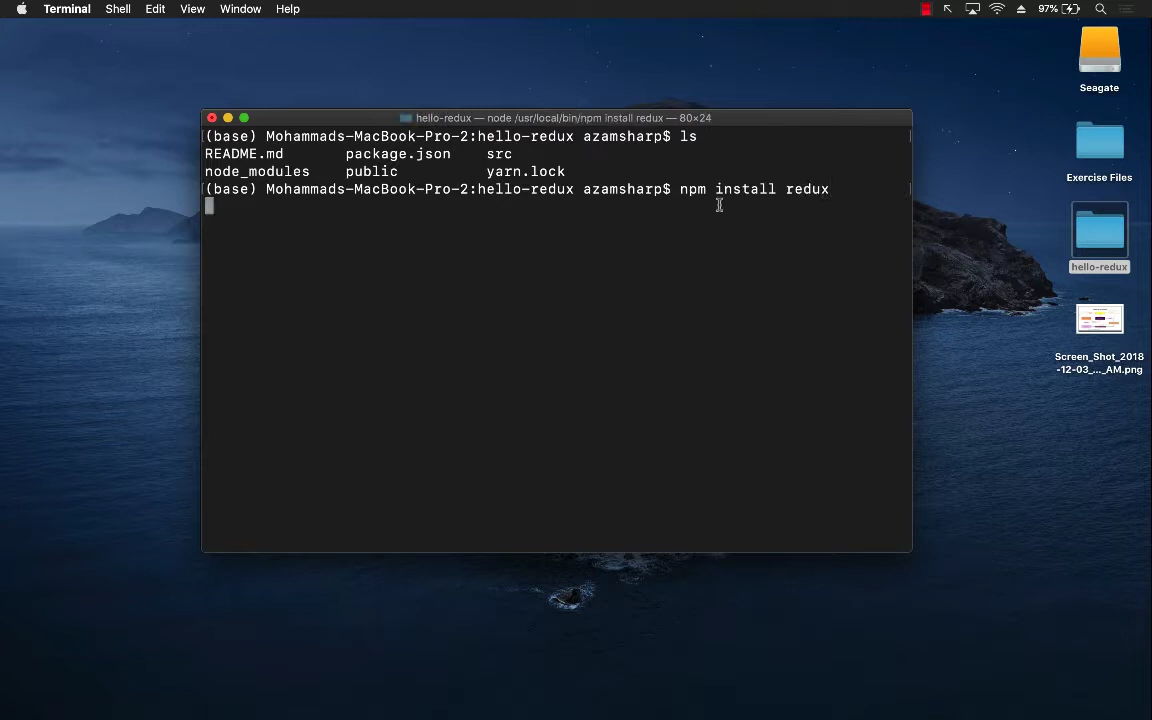 Terminal Shell Edit View Window Help 97%
Seagate
hello-redux — node /usr/local/bin/npm install redux — 80×24
(base) Mohammads-MacBook-Pro-2:hello-redux azamsharp$ ls
README.md package.json src
node_modules public yarn.lock
(base) Mohammads-MacBook-Pro-2:hello-redux azamsharp$ npm install redux
Exercise Files
hello-redux
Screen_Shot_2018
-12-03_..._AM.png